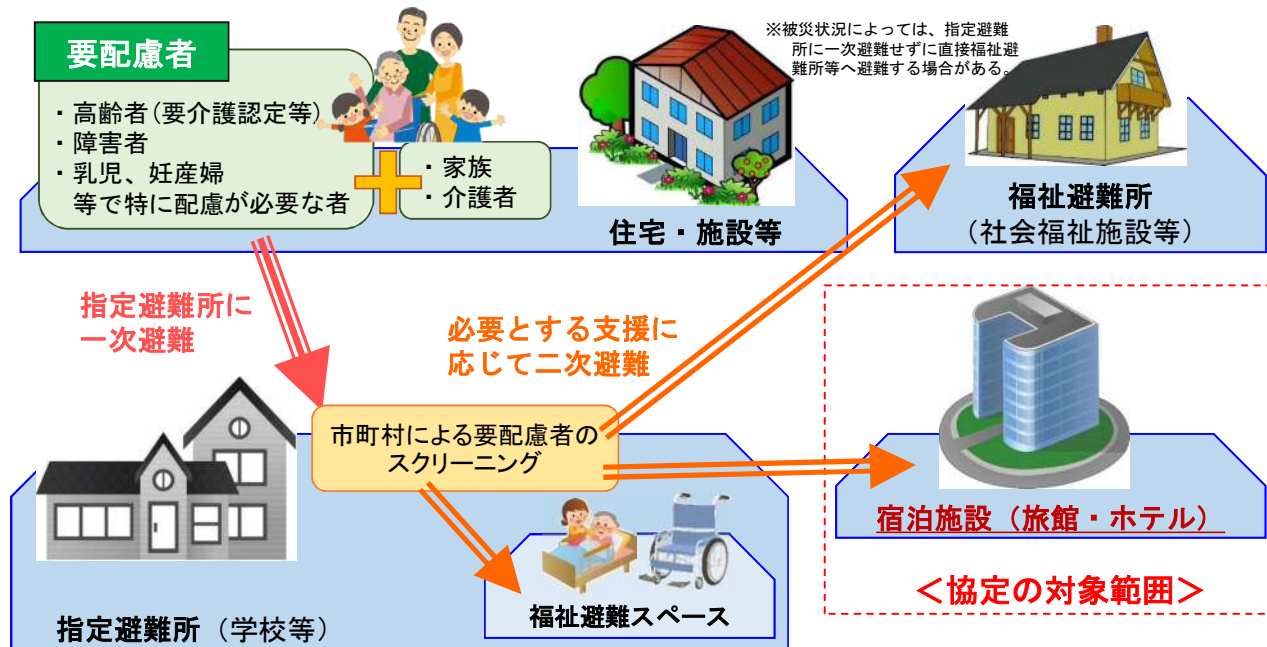 要配慮者
・高齢者(要介護認定等)
・障害者
・乳児、妊産婦
等で特に配慮が必要な者
・家族
・介護者
住宅・施設等
※被災状況によっては、指定避難
所に一次避難せずに直接福祉避
難所等へ避難する場合がある。
福祉避難所
（社会福祉施設等）
指定避難所に
一次避難
必要とする支援に
応じて二次避難
市町村による要配慮者の
スクリーニング
宿泊施設（旅館・ホテル）
＜協定の対象範囲＞
福祉避難スペース
指定避難所（学校等）